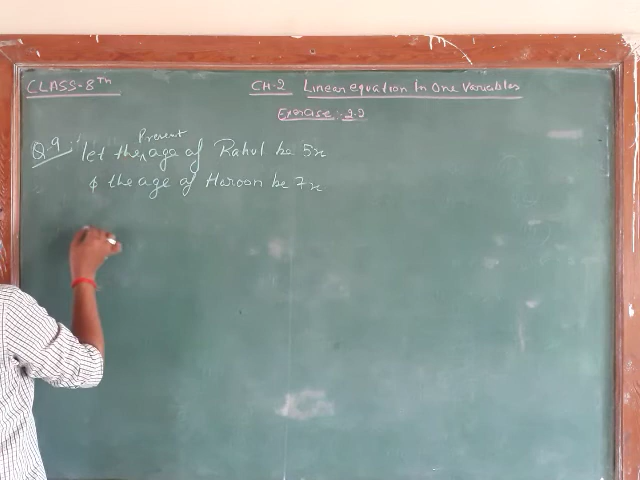 CLASS-8TH
CH-2 Linear equation In One Variables
Exercise:- 2.2
Q.9:- let the Present age of Rahul be 5x
& the age of Haroon be 7x